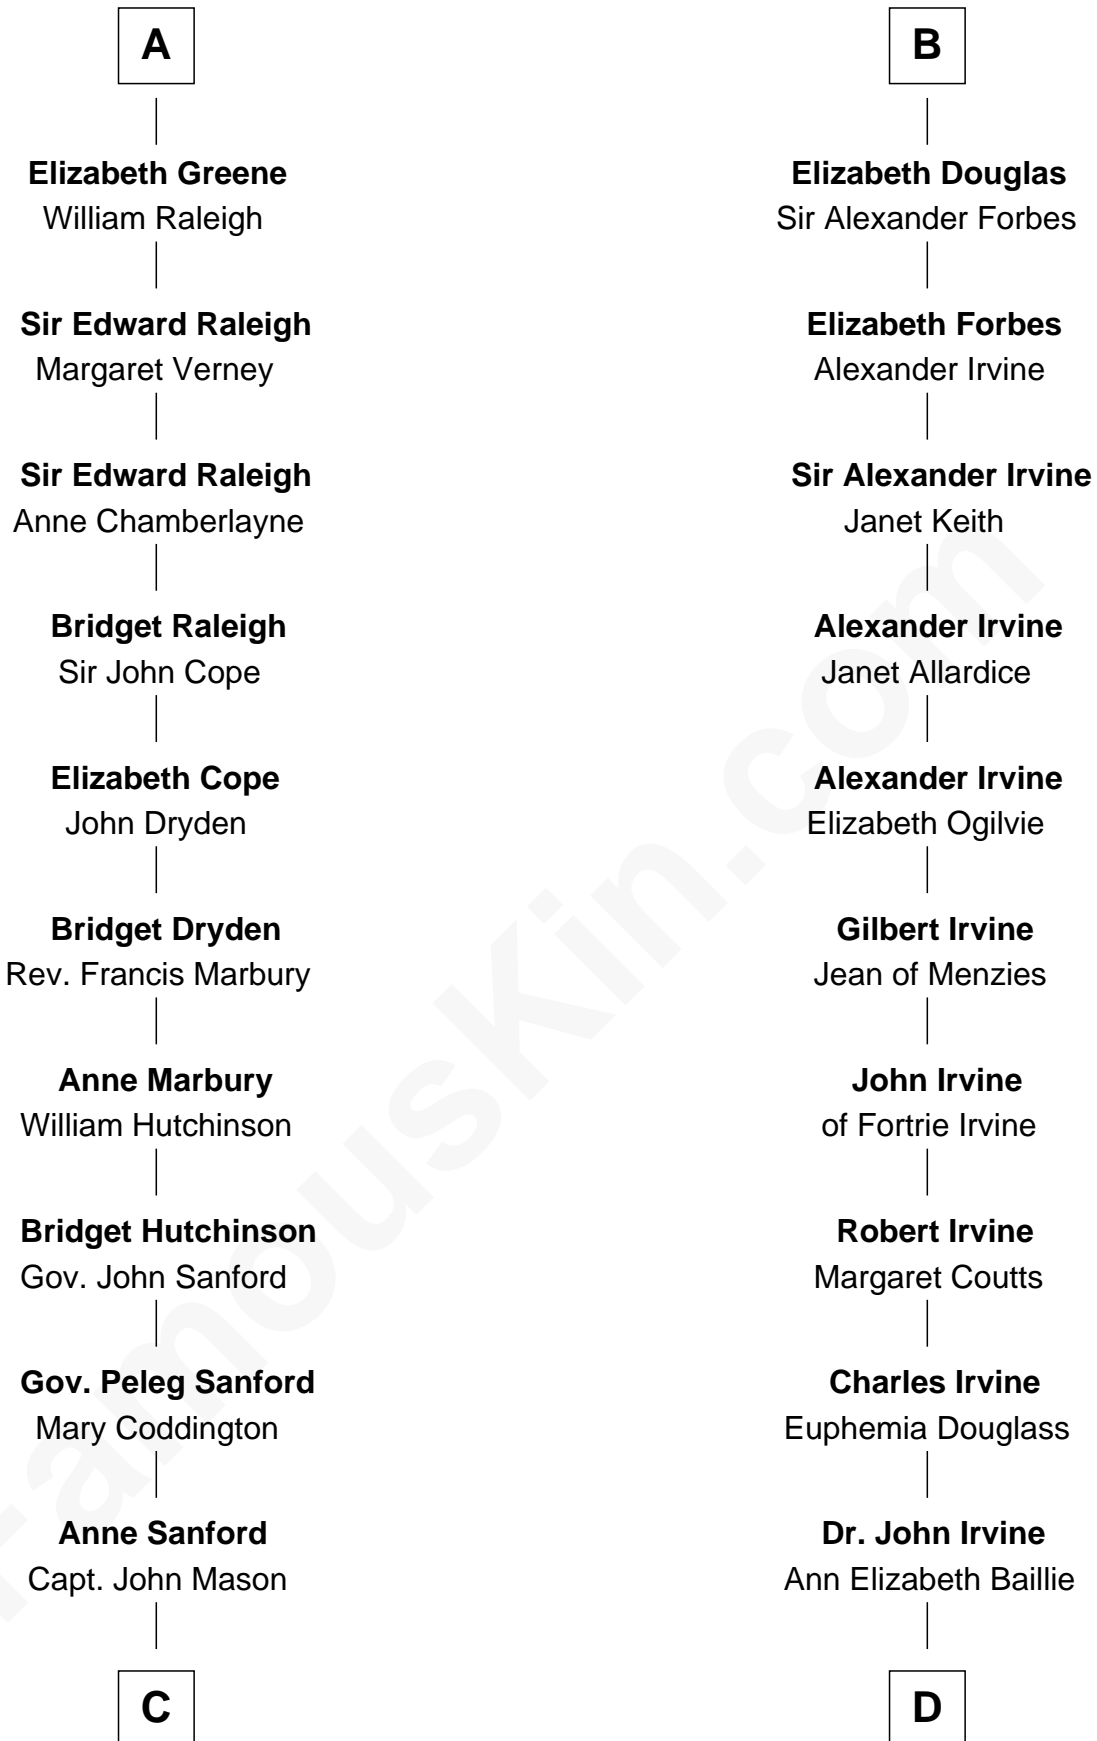 A
Elizabeth Greene
William Raleigh
Sir Edward Raleigh
Margaret Verney
Sir Edward Raleigh
Anne Chamberlayne
Bridget Raleigh
Sir John Cope
Elizabeth Cope
John Dryden
Bridget Dryden
Rev. Francis Marbury
Anne Marbury
William Hutchinson
Bridget Hutchinson
Gov. John Sanford
Gov. Peleg Sanford
Mary Coddington
Anne Sanford
Capt. John Mason
C
B
Elizabeth Douglas
Sir Alexander Forbes
Elizabeth Forbes
Alexander Irvine
Sir Alexander Irvine
Janet Keith
Alexander Irvine
Janet Allardice
Alexander Irvine
Elizabeth Ogilvie
Gilbert Irvine
Jean of Menzies
John Irvine
of Fortrie Irvine
Robert Irvine
Margaret Coutts
Charles Irvine
Euphemia Douglass
Dr. John Irvine
Ann Elizabeth Baillie
D
FamousKin.com